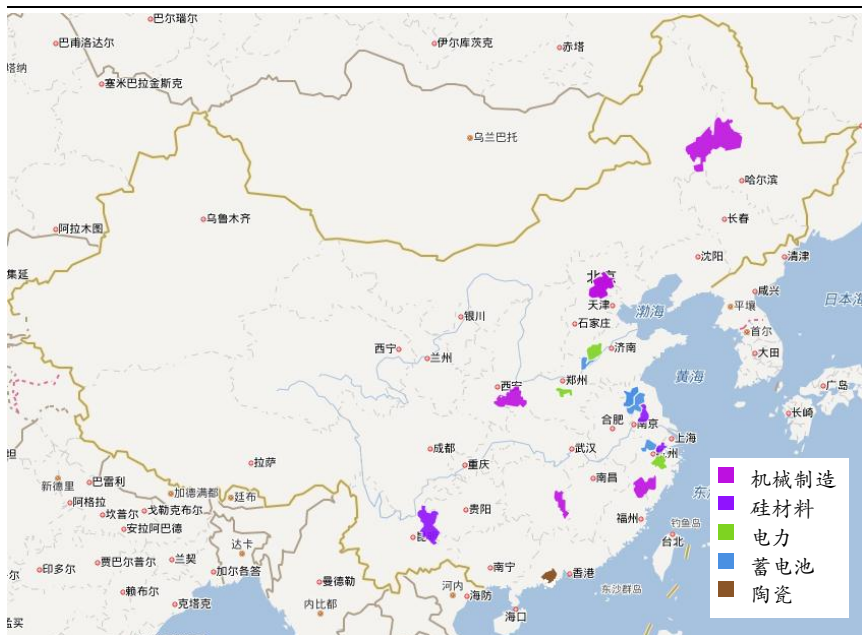 巴尔瑙尔
巴甫洛达尔
伊尔库茨克
赤塔
塔纳
塞米巴拉金斯克
乌兰巴托
哈尔滨
乌鲁木齐
长春
阿拉木图
沈阳
清津
集延
北京
咸兴
天津
渤海
平壤
日本海
银川
石家庄
首尔
西宁
兰州
济南
大田
黄海
西安
郑州
广岛
长崎
合肥
南京
成都
武汉
上海
拉萨
重庆
杭州
新德里
巴雷利
加德满都
廷布
南昌
机械制造
阿格拉
坎普尔
戈勒克布尔
贵阳
硅材料
安拉阿巴德
福州
钓鱼岛
达卡
电力
台北
贾巴尔普尔
兰契
印多尔
加尔各答
南宁
香港
蓄电池
曼德勒
河内
东沙群岛
赖布尔
海防
陶瓷
克塔克
内比都
海口
孟买